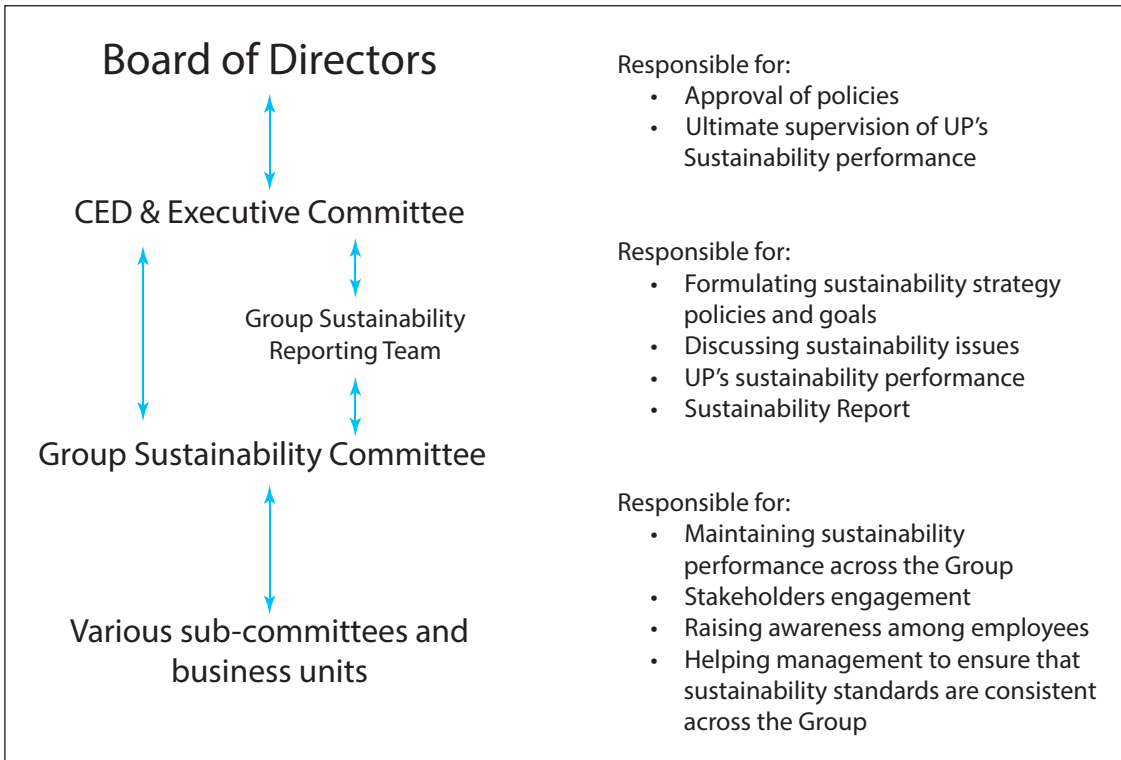 Board of Directors
CED & Executive Committee
Group Sustainability
Reporting Team
Group Sustainability Committee
Various sub-committees and
business units
Responsible for:
• Approval of policies
• Ultimate supervision of UP’s
Sustainability performance
Responsible for:
• Formulating sustainability strategy
policies and goals
• Discussing sustainability issues
• UP’s sustainability performance
• Sustainability Report
Responsible for:
• Maintaining sustainability
performance across the Group
• Stakeholders engagement
• Raising awareness among employees
• Helping management to ensure that
sustainability standards are consistent
across the Group